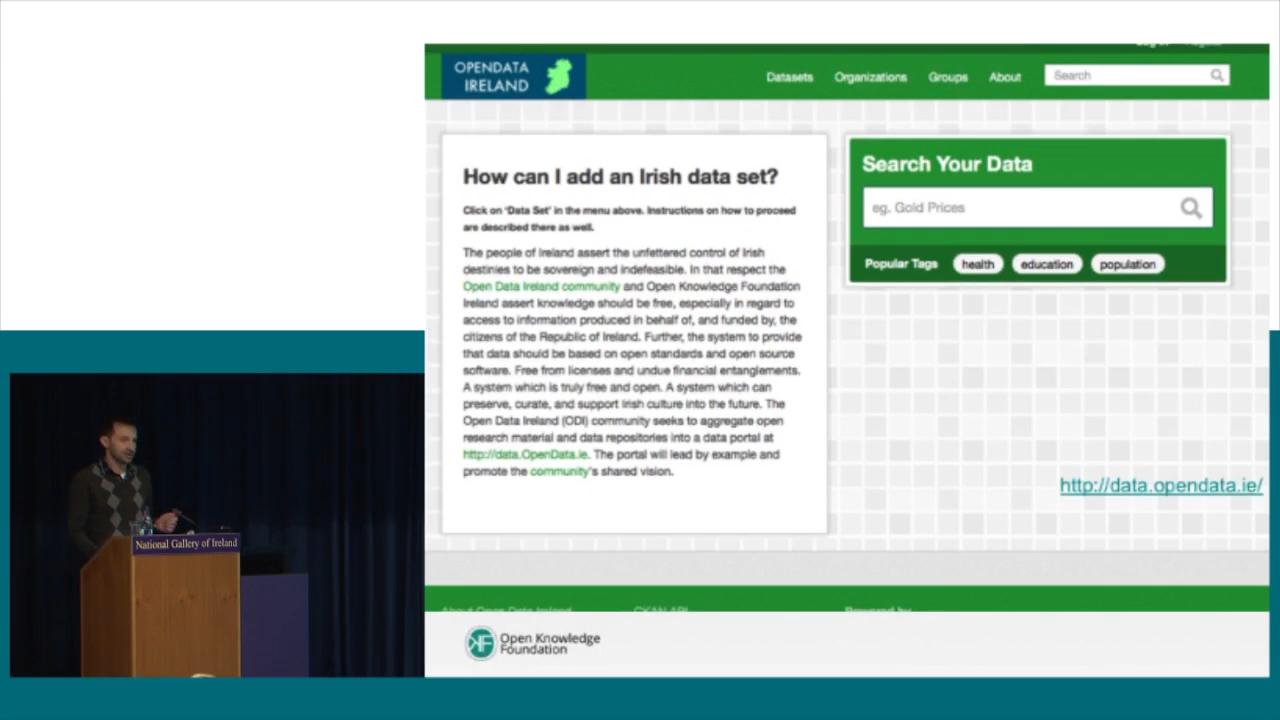 OPENDATA
IRELAND
Datasets Organizations Groups About Search
How can I add an Irish data set?
Click on 'Data Set' in the menu above. Instructions on how to proceed
are described there as well.
The people of Ireland assert the unfettered control of Irish
destinies to be sovereign and indefeasible. In that respect the
Open Data Ireland community and Open Knowledge Foundation
Ireland assert knowledge should be free, especially in regard to
access to information produced in behalf of, and funded by, the
citizens of the Republic of Ireland. Further, the system to provide
that data should be based on open standards and open source
software. Free from licenses and undue financial entanglements.
A system which is truly free and open. A system which can
preserve, curate, and support Irish culture into the future. The
Open Data Ireland (ODI) community seeks to aggregate open
research material and data repositories into a data portal at
http://data.OpenData.ie. The portal will lead by example and
promote the community's shared vision.
Search Your Data
eg. Gold Prices
Popular Tags health education population
http://data.opendata.ie/
National Gallery of Ireland
About Open Data Ireland CKAN API Powered by
Open Knowledge
Foundation